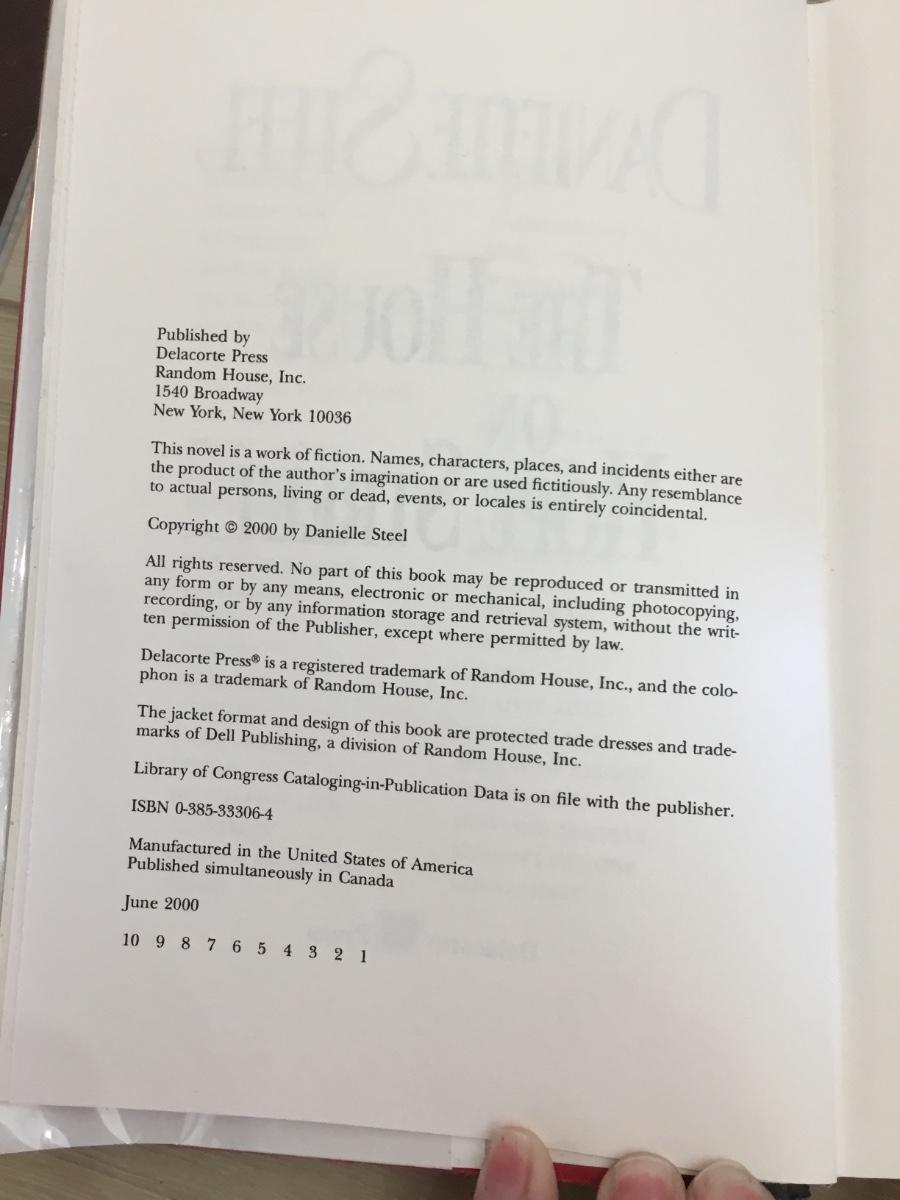 Published by
Delacorte Press
Random House, Inc.
1540 Broadway
New York, New York 10036
This novel is a work of fiction. Names, characters, places, and incidents either are
the product of the author's imagination or are used fictitiously. Any resemblance
to actual persons, living or dead, events, or locales is entirely coincidental.
Copyright © 2000 by Danielle Steel
All rights reserved. No part of this book may be reproduced or transmitted in
any form or by any means, electronic or mechanical, including photocopying,
recording, or by any information storage and retrieval system, without the writ-
ten permission of the Publisher, except where permitted by law.
Delacorte Press® is a registered trademark of Random House, Inc., and the colo-
phon is a trademark of Random House, Inc.
The jacket format and design of this book are protected trade dresses and trade-
marks of Dell Publishing, a division of Random House, Inc.
Library of Congress Cataloging-in-Publication Data is on file with the publisher.
ISBN 0-385-33306-4
Manufactured in the United States of America
Published simultaneously in Canada
June 2000
10 9 8 7 6 5 4 3 2 1